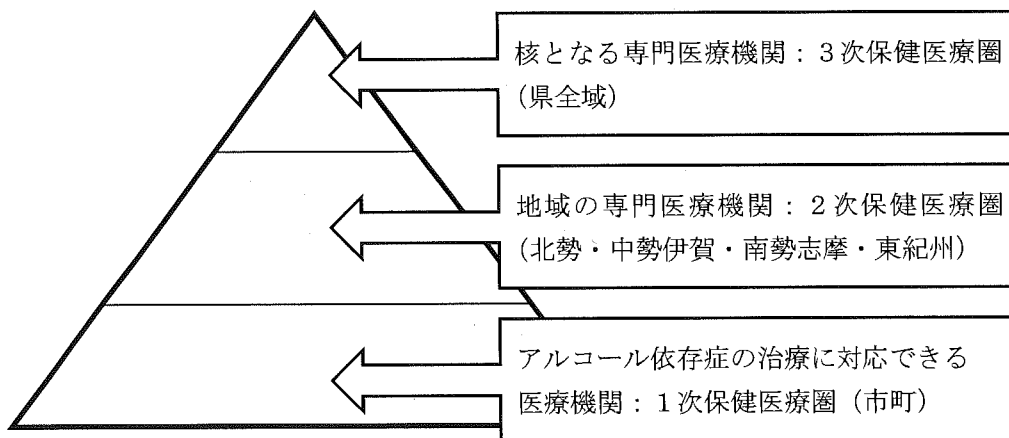 核となる専門医療機関：３次保健医療圏
（県全域）
地域の専門医療機関：２次保健医療圏
（北勢・中勢伊賀・南勢志摩・東紀州）
アルコール依存症の治療に対応できる
医療機関：１次保健医療圏（市町）